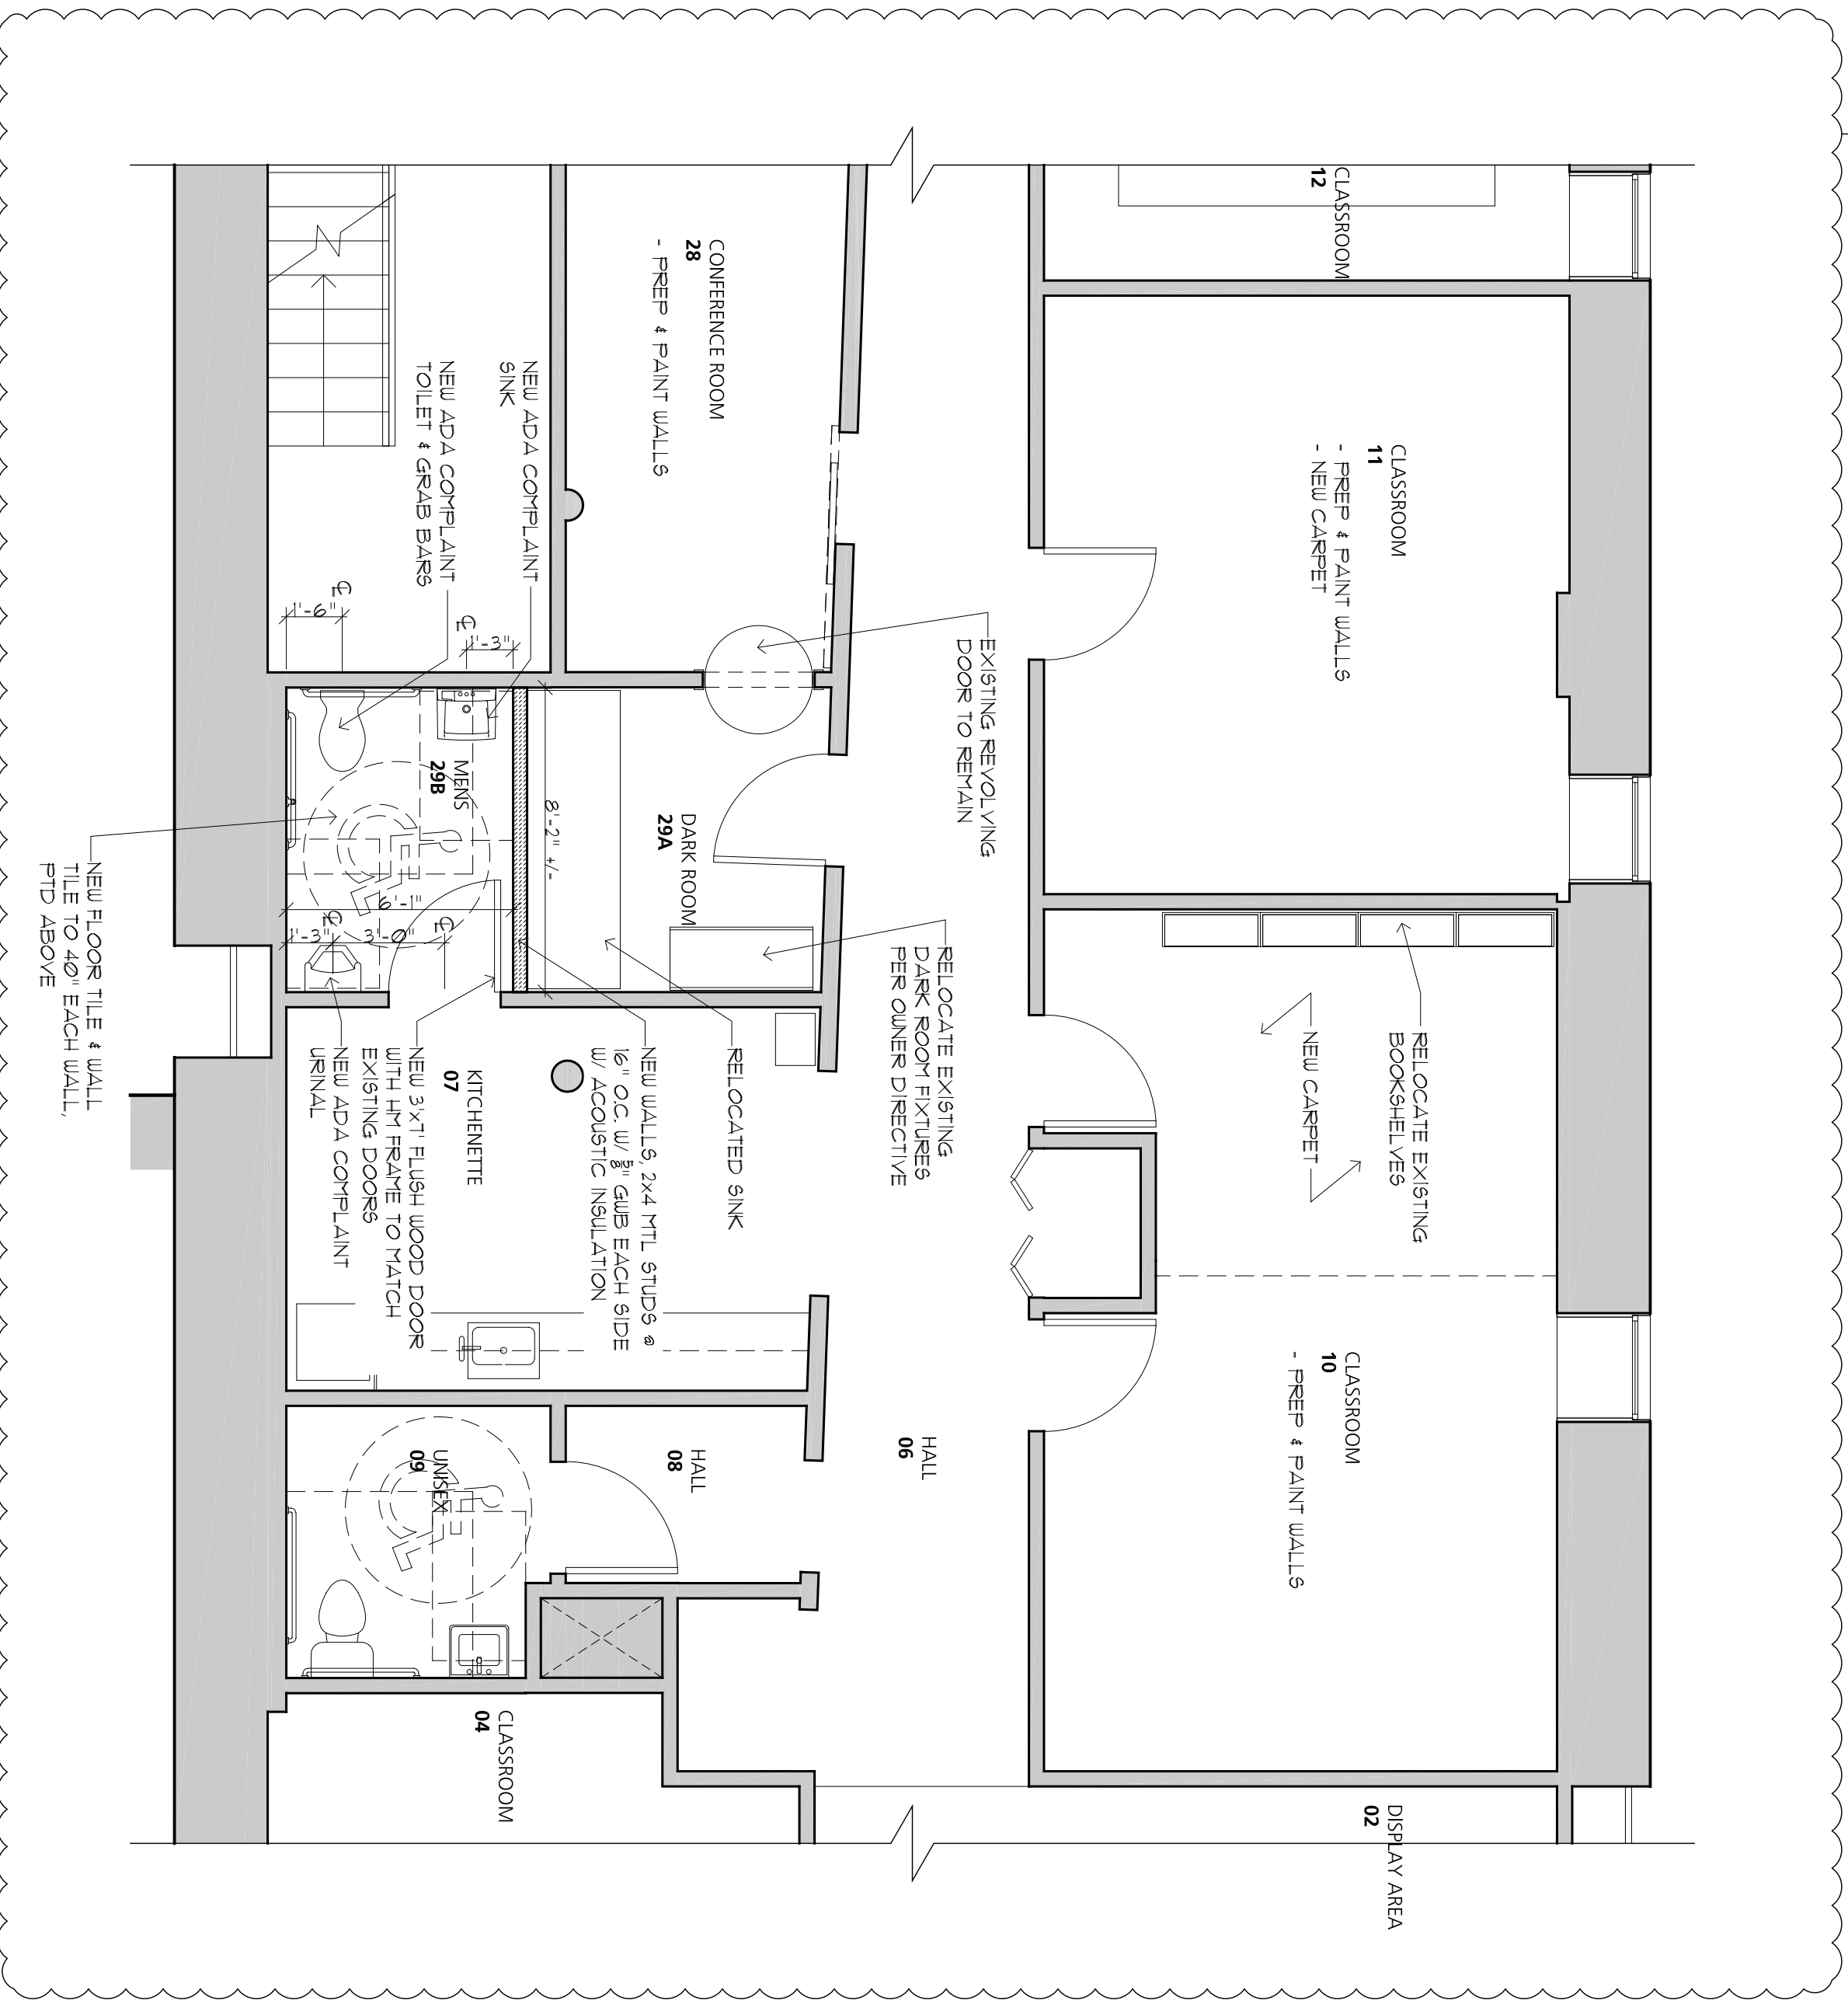 CLASSROOM
12
CLASSROOM
11
- PREP & PAINT WALLS
- NEW CARPET
RELOCATE EXISTING
BOOKSHELVES
NEW CARPET
CLASSROOM
10
- PREP & PAINT WALLS
DISPLAY AREA
02
EXISTING REVOLVING
DOOR TO REMAIN
RELOCATE EXISTING
DARK ROOM FIXTURES
PER OWNER DIRECTIVE
HALL
06
CONFERENCE ROOM
28
- PREP & PAINT WALLS
DARK ROOM
29A
8'-2" +/-
RELOCATED SINK
NEW WALLS, 2x4 MTL STUDS @
16" O.C. W/ 5/8" GWB EACH SIDE
W/ ACOUSTIC INSULATION
HALL
08
NEW ADA COMPLAINT
SINK
NEW ADA COMPLAINT
TOILET & GRAB BARS
1'-3"
1'-6"
MENS
29B
6'-1"
3'-0"
1'-3"
KITCHENETTE
07
NEW 3'x7' FLUSH WOOD DOOR
WITH HM FRAME TO MATCH
EXISTING DOORS
NEW ADA COMPLAINT
URINAL
UNISEX
09
CLASSROOM
04
NEW FLOOR TILE & WALL
TILE TO 40" EACH WALL,
PTD ABOVE